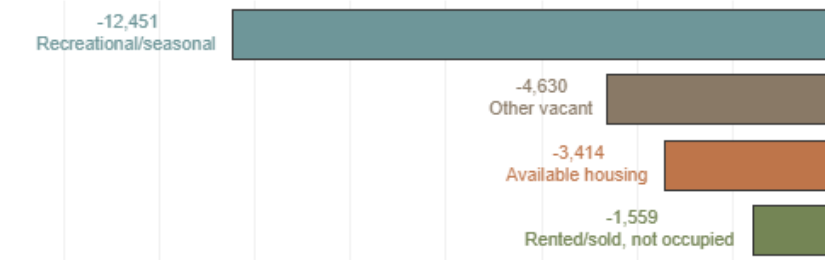 -12,451
Recreational/seasonal
-4,630
Other vacant
-3,414
Available housing
-1,559
Rented/sold, not occupied